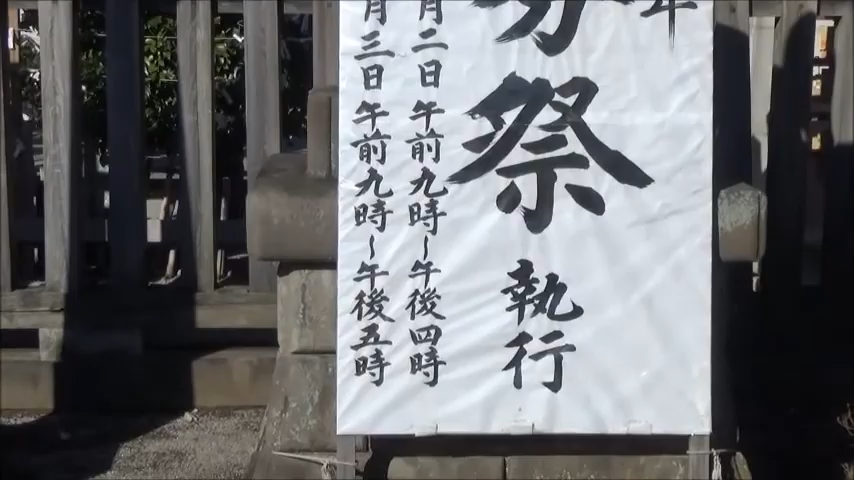 年
分祭 執行
月二日 午前九時～午後四時
月三日 午前九時～午後五時